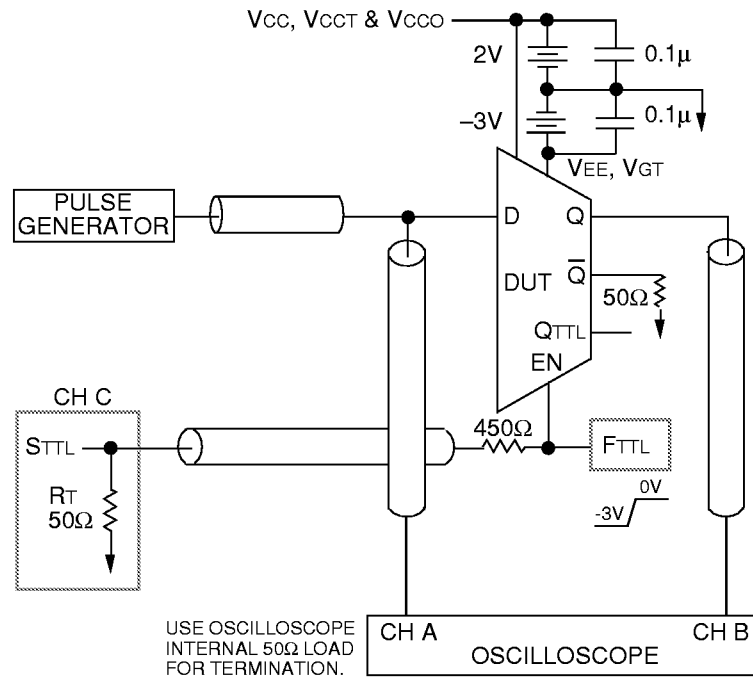 VCC, VCCT & VCCO
2V
0.1µ
–3V
0.1µ
VEE, VGT
PULSE
GENERATOR
D
Q
DUT
Q̅
50Ω
QTTL
EN
CH C
STTL
450Ω
FTTL
RT
50Ω
0V
-3V
USE OSCILLOSCOPE
INTERNAL 50Ω LOAD
FOR TERMINATION.
CH A
CH B
OSCILLOSCOPE